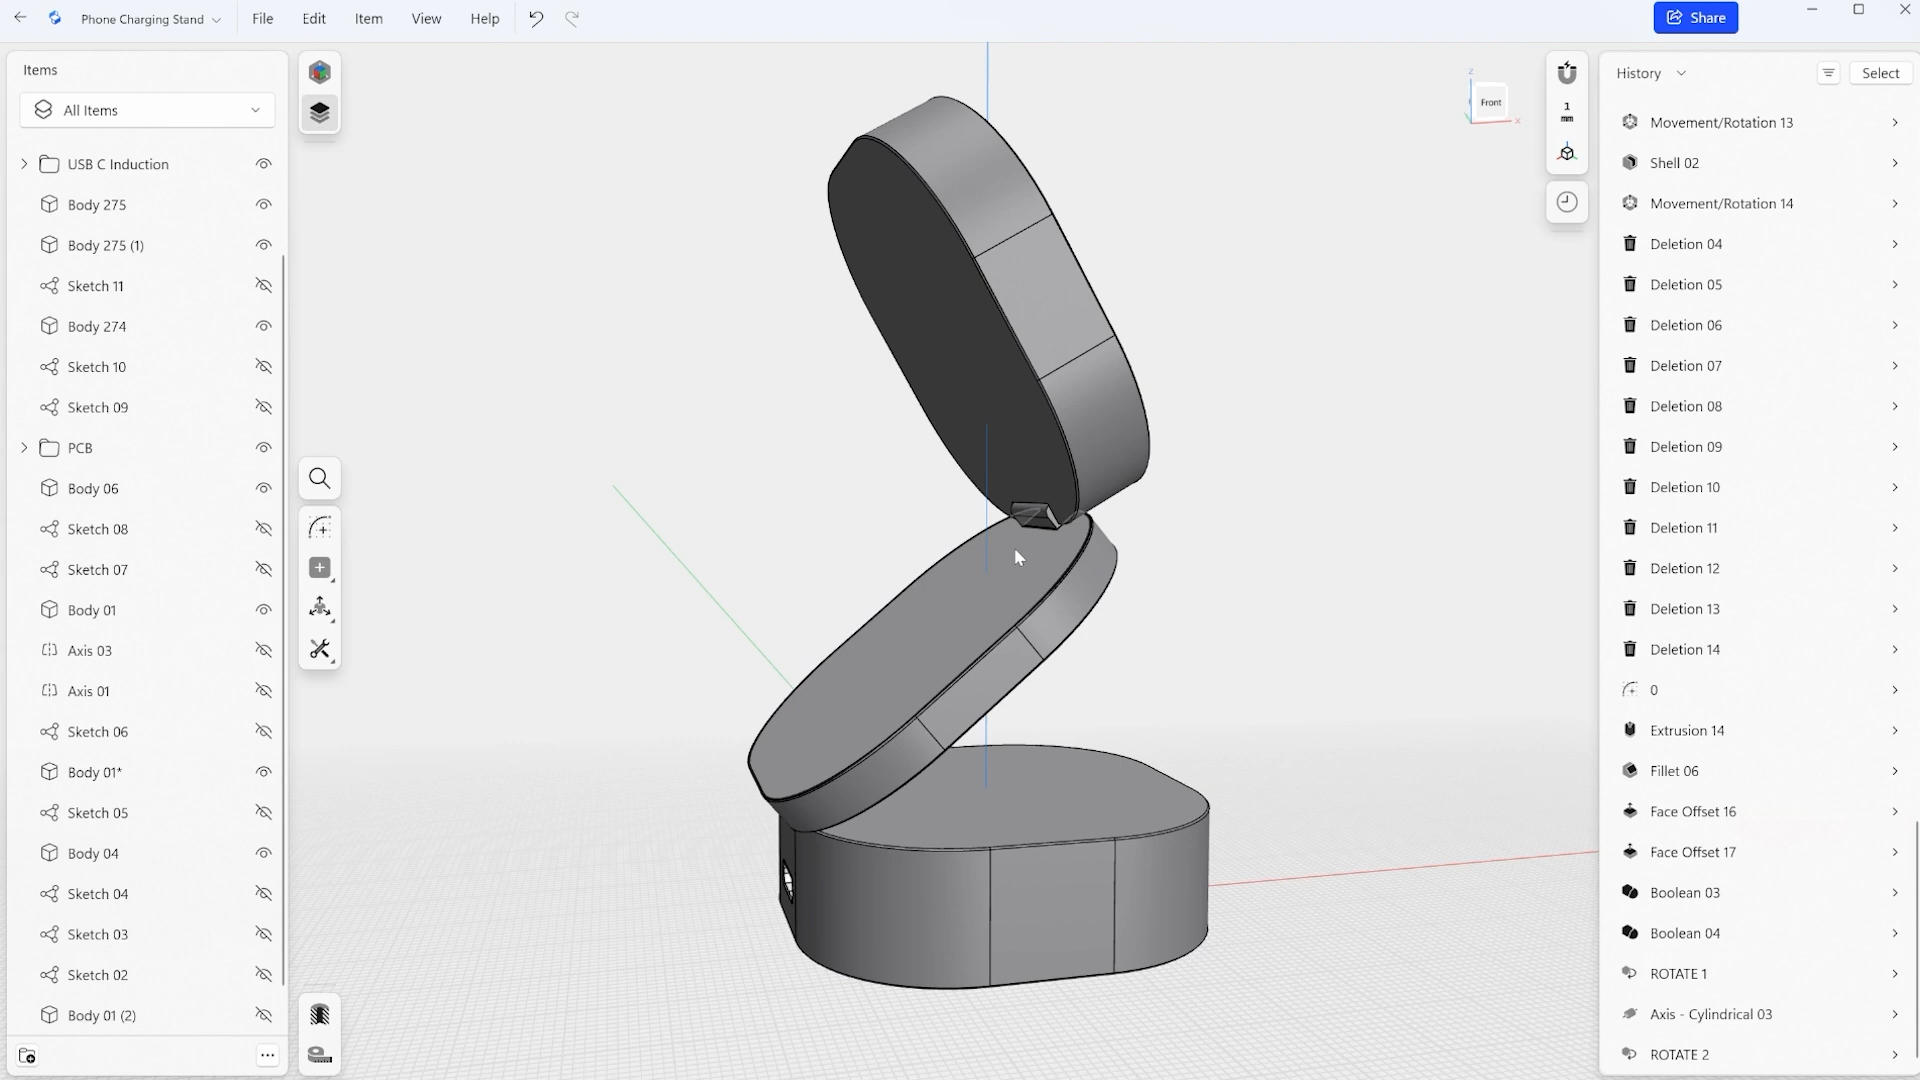 Phone Charging Stand
File
Edit
Item
View
Help
Share
Items
All Items
USB C Induction
Body 275
Body 275 (1)
Sketch 11
Body 274
Sketch 10
Sketch 09
PCB
Body 06
Sketch 08
Sketch 07
Body 01
Axis 03
Axis 01
Sketch 06
Body 01*
Sketch 05
Body 04
Sketch 04
Sketch 03
Sketch 02
Body 01 (2)
Z
Front
X
1
mm
History
Select
Movement/Rotation 13
Shell 02
Movement/Rotation 14
Deletion 04
Deletion 05
Deletion 06
Deletion 07
Deletion 08
Deletion 09
Deletion 10
Deletion 11
Deletion 12
Deletion 13
Deletion 14
0
Extrusion 14
Fillet 06
Face Offset 16
Face Offset 17
Boolean 03
Boolean 04
ROTATE 1
Axis - Cylindrical 03
ROTATE 2